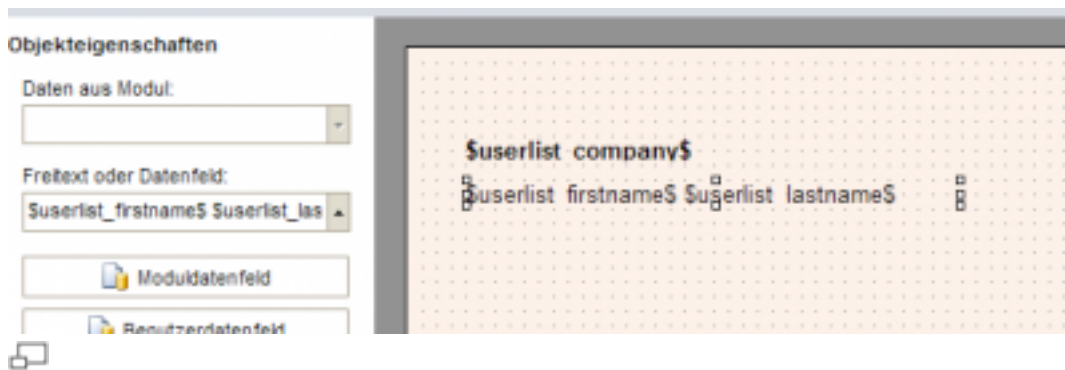 Objekteigenschaften
Daten aus Modul:
Freitext oder Datenfeld:
$userlist_firstname$ $userlist_las
Moduldatenfeld
Benutzerdatenfeld
$userlist_company$
$userlist_firstname$ $userlist_lastname$